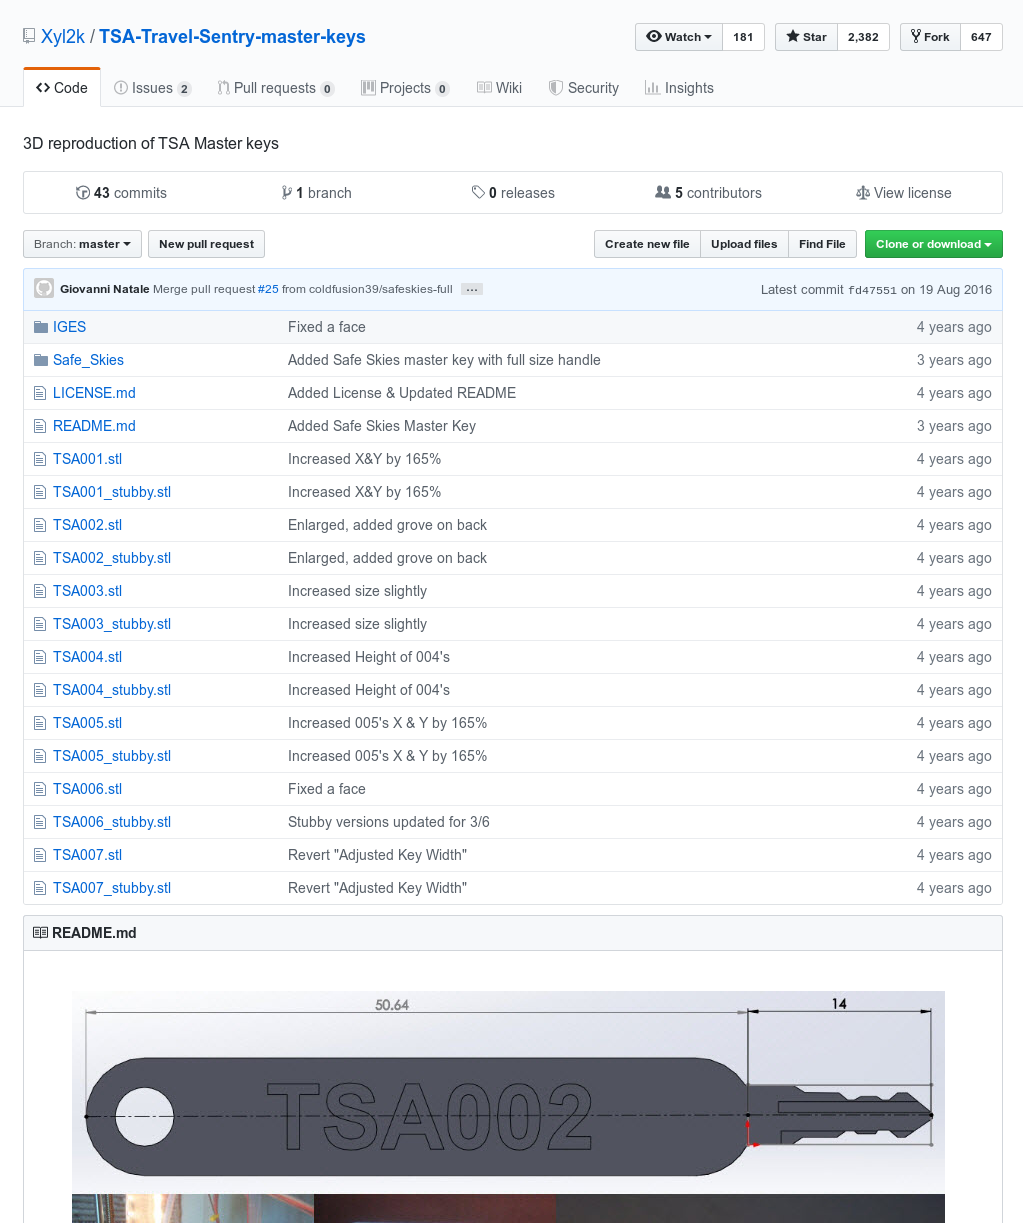 Xyl2k / TSA-Travel-Sentry-master-keys
Watch 181 Star 2,382 Fork 647
Code Issues 2 Pull requests 0 Projects 0 Wiki Security Insights
3D reproduction of TSA Master keys
43 commits 1 branch 0 releases 5 contributors View license
Branch: master New pull request Create new file Upload files Find File Clone or download
Giovanni Natale Merge pull request #25 from coldfusion39/safeskies-full ... Latest commit fd47551 on 19 Aug 2016
IGES Fixed a face 4 years ago
Safe_Skies Added Safe Skies master key with full size handle 3 years ago
LICENSE.md Added License & Updated README 4 years ago
README.md Added Safe Skies Master Key 3 years ago
TSA001.stl Increased X&Y by 165% 4 years ago
TSA001_stubby.stl Increased X&Y by 165% 4 years ago
TSA002.stl Enlarged, added grove on back 4 years ago
TSA002_stubby.stl Enlarged, added grove on back 4 years ago
TSA003.stl Increased size slightly 4 years ago
TSA003_stubby.stl Increased size slightly 4 years ago
TSA004.stl Increased Height of 004's 4 years ago
TSA004_stubby.stl Increased Height of 004's 4 years ago
TSA005.stl Increased 005's X & Y by 165% 4 years ago
TSA005_stubby.stl Increased 005's X & Y by 165% 4 years ago
TSA006.stl Fixed a face 4 years ago
TSA006_stubby.stl Stubby versions updated for 3/6 4 years ago
TSA007.stl Revert "Adjusted Key Width" 4 years ago
TSA007_stubby.stl Revert "Adjusted Key Width" 4 years ago
README.md
50.64 14
TSA002